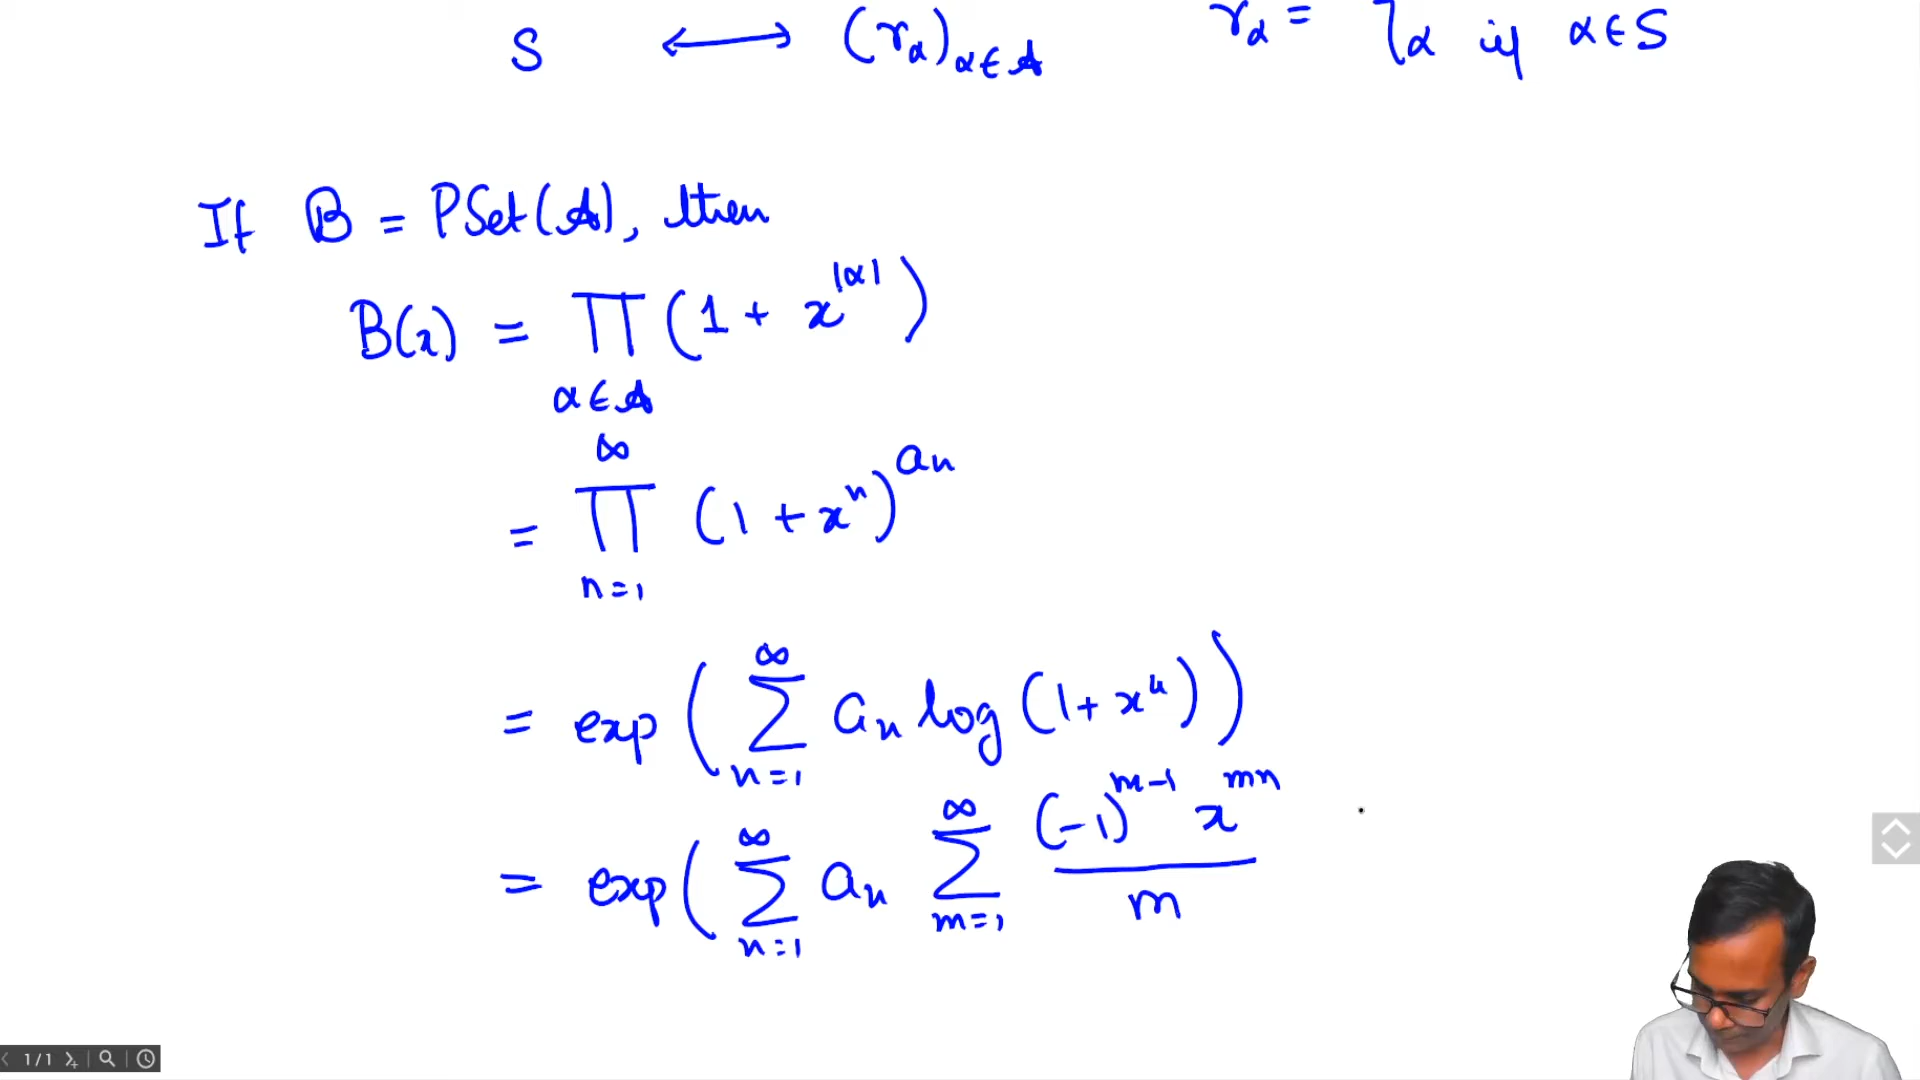 S ⟷ (r_α)_{α∈A} r_α = { α if α∈S
If B = PSet(A), then
B(x) = ∏_{α∈A} (1 + x^{|α|})
= ∏_{n=1}^{∞} (1 + x^n)^{a_n}
= exp( ∑_{n=1}^{∞} a_n log(1 + x^n) )
= exp( ∑_{n=1}^{∞} a_n ∑_{m=1}^{∞} (-1)^{m-1} x^{mn} / m
1/1